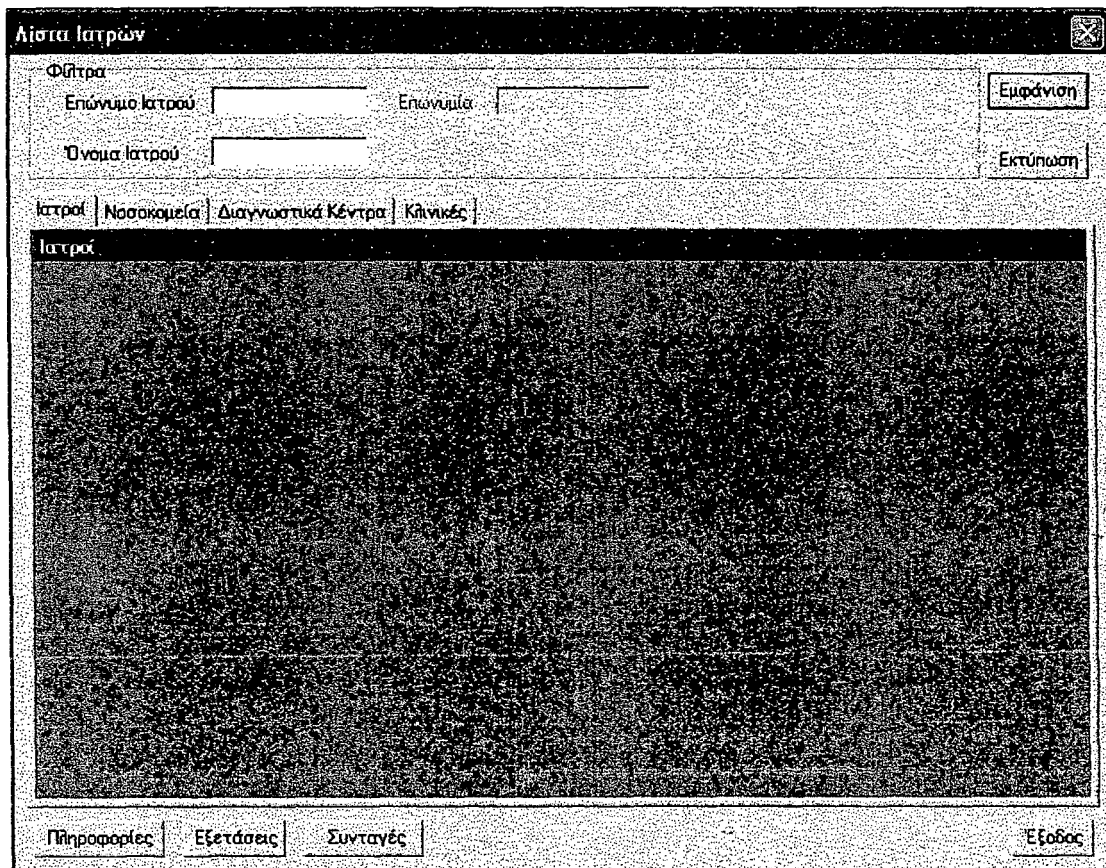 Λίστα Ιατρών
Φίλτρα
Επώνυμο Ιατρού Επωνυμία Εμφάνιση
Όνομα Ιατρού Εκτύπωση
Ιατροί Νοσοκομεία Διαγνωστικά Κέντρα Κλινικές
Ιατροί
Πληροφορίες Εξετάσεις Συνταγές Έξοδος